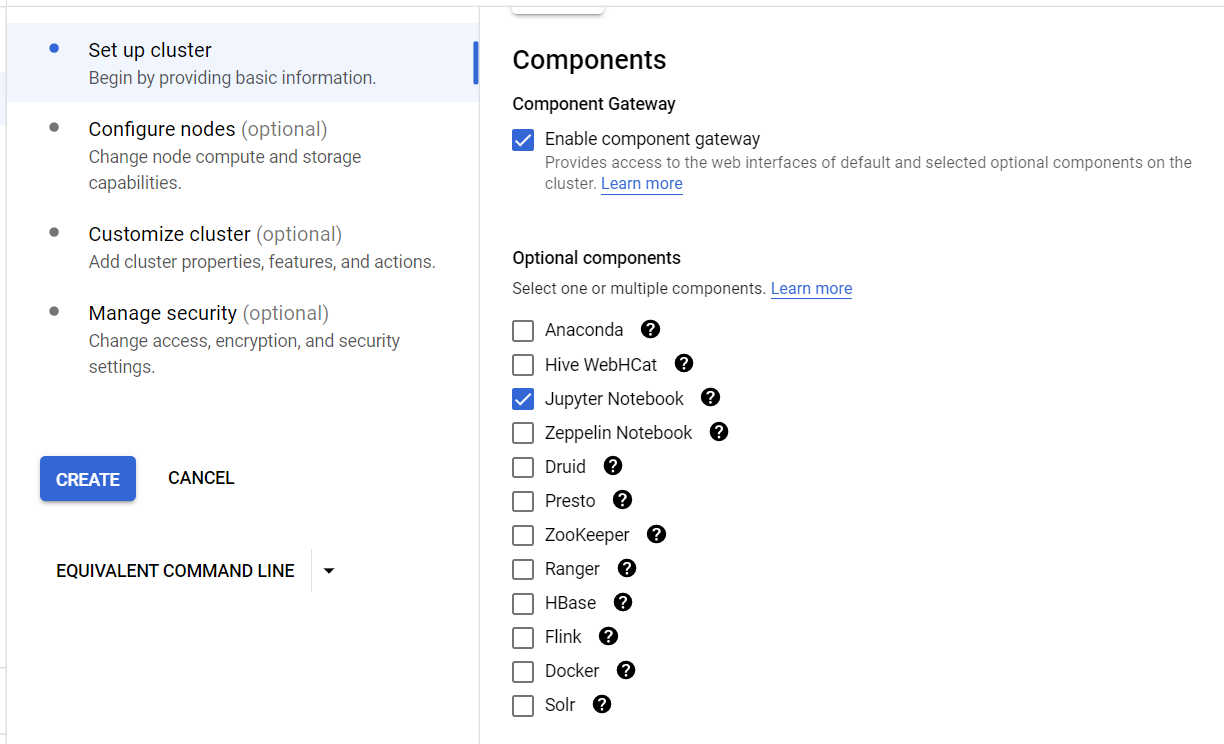 Set up cluster
Begin by providing basic information.
Configure nodes (optional)
Change node compute and storage
capabilities.
Customize cluster (optional)
Add cluster properties, features, and actions.
Manage security (optional)
Change access, encryption, and security
settings.
CREATE
CANCEL
EQUIVALENT COMMAND LINE
Components
Component Gateway
Enable component gateway
Provides access to the web interfaces of default and selected optional components on the
cluster. Learn more
Optional components
Select one or multiple components. Learn more
Anaconda ?
Hive WebHCat ?
Jupyter Notebook ?
Zeppelin Notebook ?
Druid ?
Presto ?
ZooKeeper ?
Ranger ?
HBase ?
Flink ?
Docker ?
Solr ?